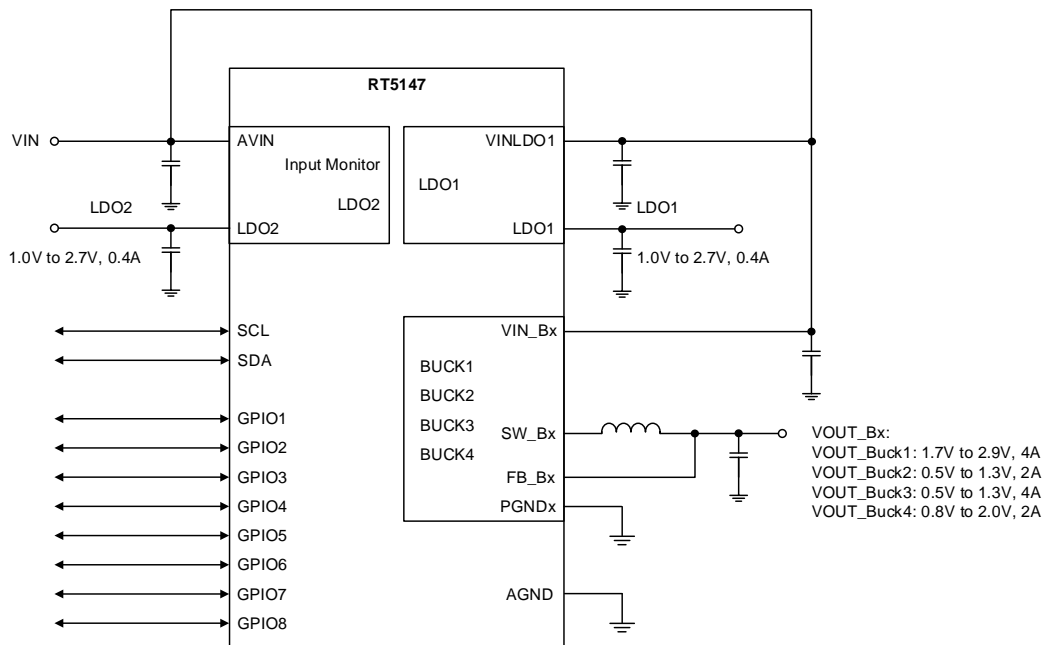 RT5147
VIN
AVIN
Input Monitor
LDO2
LDO2
LDO2
1.0V to 2.7V, 0.4A
VINLDO1
LDO1
LDO1
LDO1
1.0V to 2.7V, 0.4A
SCL
SDA
GPIO1
GPIO2
GPIO3
GPIO4
GPIO5
GPIO6
GPIO7
GPIO8
VIN_Bx
BUCK1
BUCK2
BUCK3
BUCK4
SW_Bx
FB_Bx
PGNDx
AGND
VOUT_Bx:
VOUT_Buck1: 1.7V to 2.9V, 4A
VOUT_Buck2: 0.5V to 1.3V, 2A
VOUT_Buck3: 0.5V to 1.3V, 4A
VOUT_Buck4: 0.8V to 2.0V, 2A